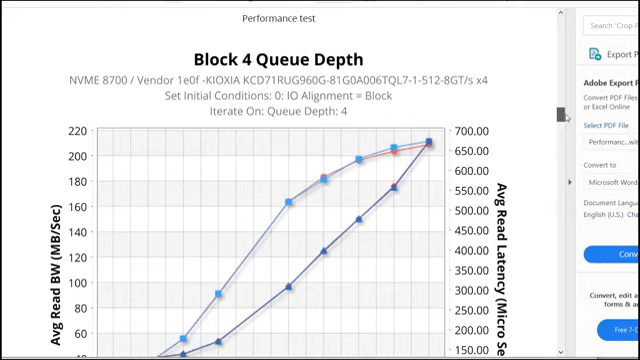 Performance test
Block 4 Queue Depth
NVME 8700 / Vendor 1e0f -KIOXIA KCD71RUG960G-81G0A006TQL7-1-512-8GT/s x4
Set Initial Conditions: 0: IO Alignment = Block
Iterate On: Queue Depth: 4
220
200
180
160
140
120
100
80
60
Avg Read BW (MB/Sec)
700.00
650.00
600.00
550.00
500.00
450.00
400.00
350.00
300.00
250.00
200.00
150.00
Avg Read Latency (Micro Se
Search 'Crop
Export P
Adobe Export P
Convert PDF Files
or Excel Online
Select PDF File
Performanc...wit
Convert to
Microsoft Word
Document Langu
English (U.S.) Cha
Conve
Convert, edit a
forms & a
Free 7-